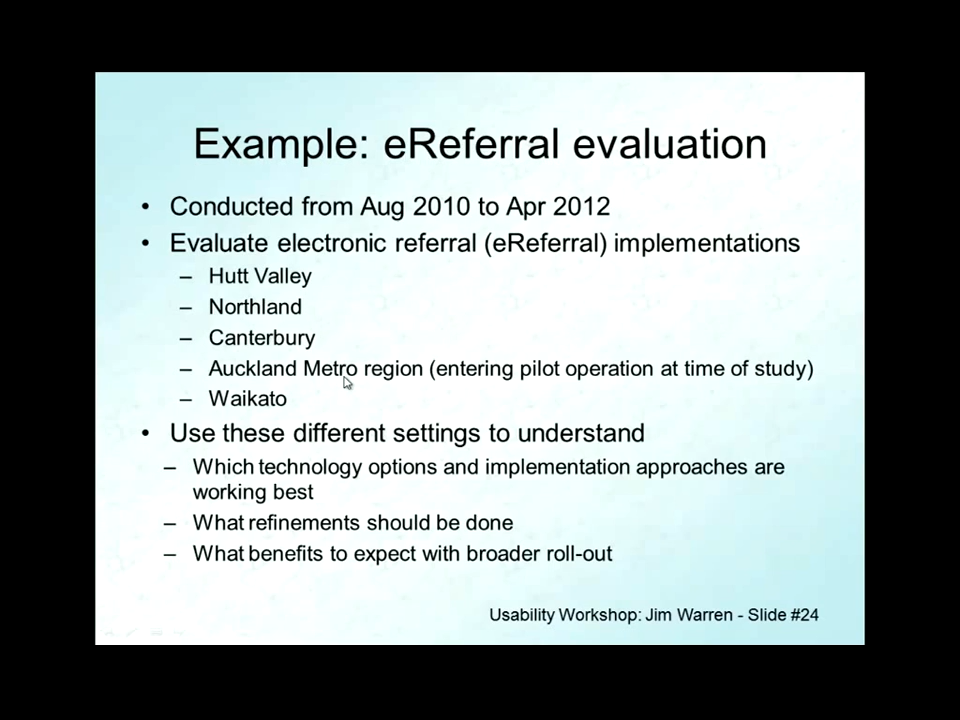 Example: eReferral evaluation
• Conducted from Aug 2010 to Apr 2012
• Evaluate electronic referral (eReferral) implementations
– Hutt Valley
– Northland
– Canterbury
– Auckland Metro region (entering pilot operation at time of study)
– Waikato
• Use these different settings to understand
– Which technology options and implementation approaches are
working best
– What refinements should be done
– What benefits to expect with broader roll-out
Usability Workshop: Jim Warren - Slide #24